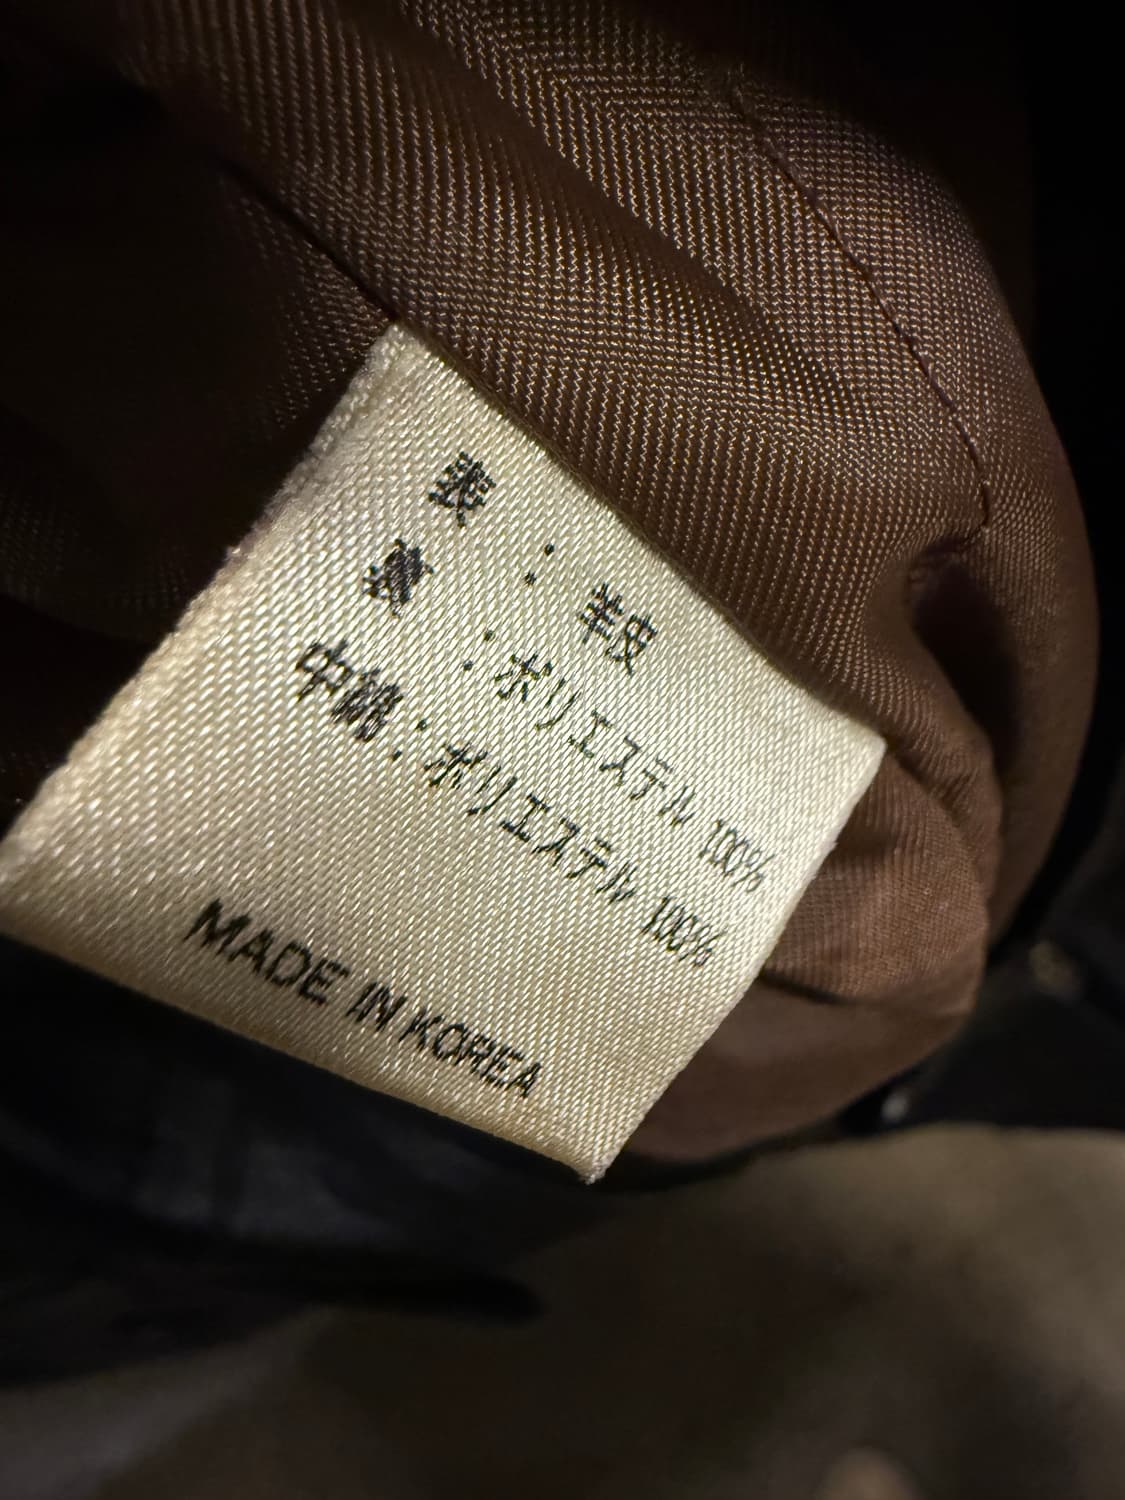 表 : 羊皮
裏 : ポリエステル 100%
中綿 : ポリエステル 100%
MADE IN KOREA